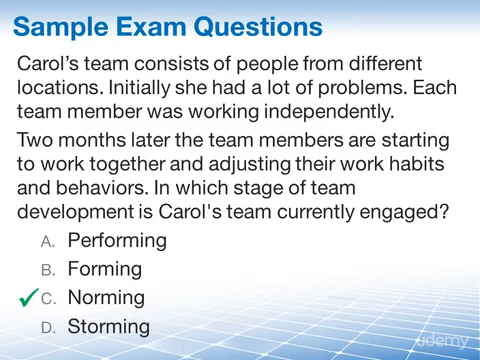 Sample Exam Questions
Carol's team consists of people from different
locations. Initially she had a lot of problems. Each
team member was working independently.
Two months later the team members are starting
to work together and adjusting their work habits
and behaviors. In which stage of team
development is Carol's team currently engaged?
A. Performing
B. Forming
C. Norming
D. Storming
udemy